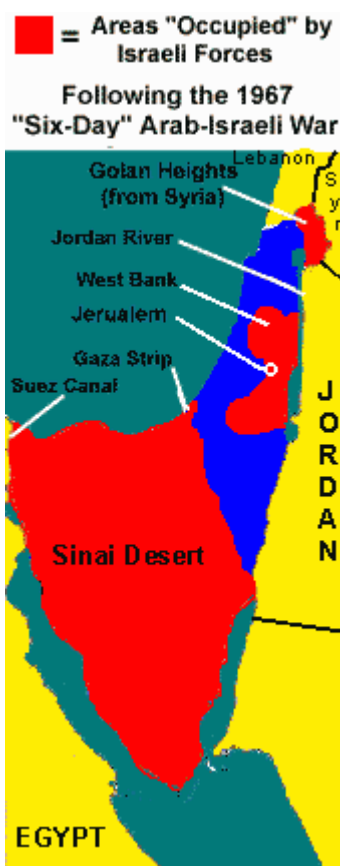 = Areas "Occupied" by
Israeli Forces
Following the 1967
"Six-Day" Arab-Israeli War
Lebanon
Golan Heights
(from Syria)
S
y
r
Jordan River
West Bank
Jerualem
Gaza Strip
Suez Canal
JORDAN
Sinai Desert
EGYPT